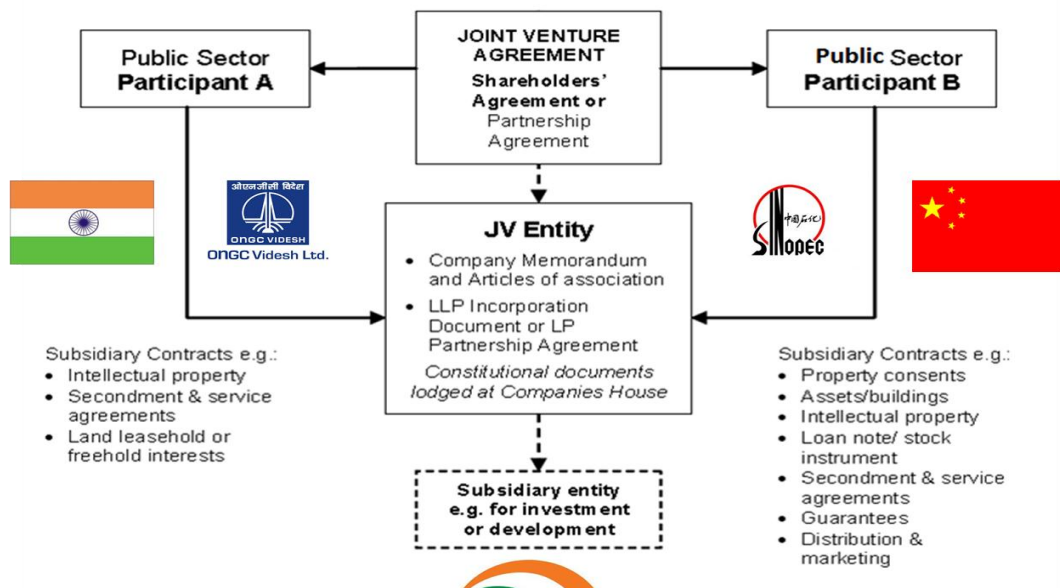 JOINT VENTURE
AGREEMENT
Shareholders'
Agreement or
Partnership
Agreement
Public Sector
Participant A
Public Sector
Participant B
ओएनजीसी विदेश
ONGC VIDESH
ONGC Videsh Ltd.
中国石化
SINOPEC
JV Entity
• Company Memorandum
and Articles of association
• LLP Incorporation
Document or LP
Partnership Agreement
Constitutional documents
lodged at Companies House
Subsidiary Contracts e.g.:
• Intellectual property
• Secondment & service
agreements
• Land leasehold or
freehold interests
Subsidiary Contracts e.g.:
• Property consents
• Assets/buildings
• Intellectual property
• Loan note/ stock
instrument
• Secondment & service
agreements
• Guarantees
• Distribution &
marketing
Subsidiary entity
e.g. for investment
or development